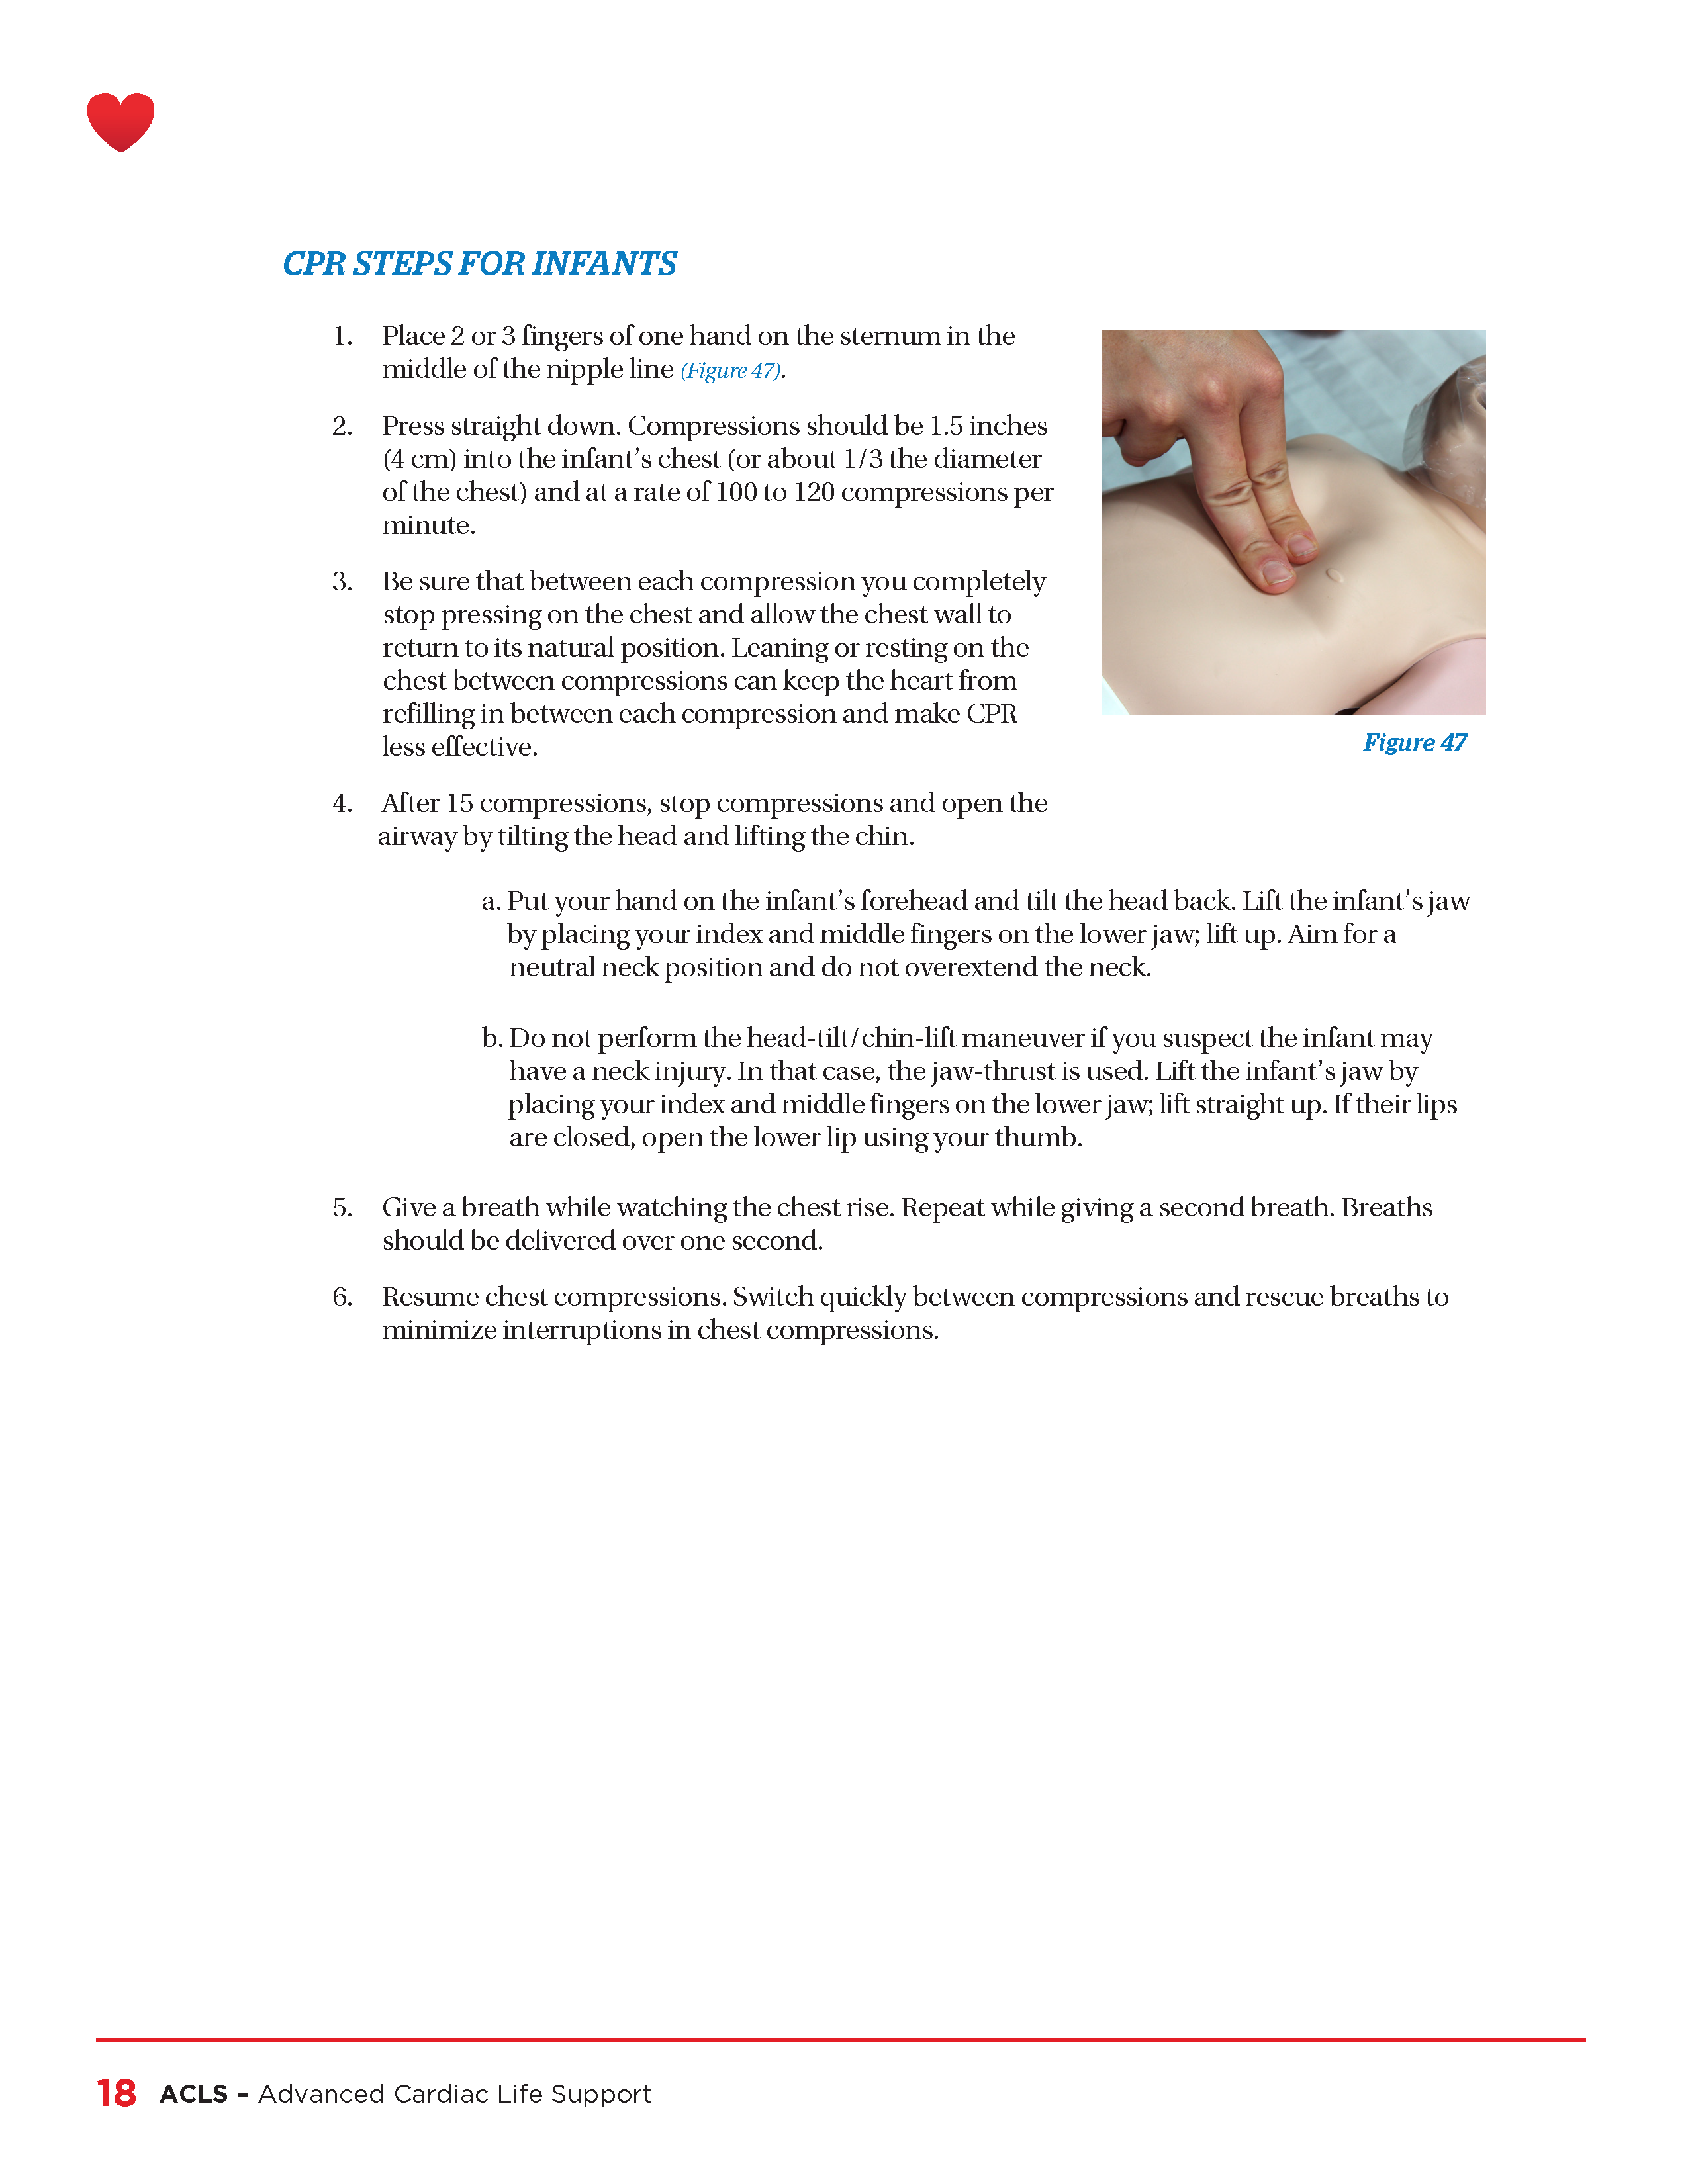 CPR STEPS FOR INFANTS
1. Place 2 or 3 fingers of one hand on the sternum in the
middle of the nipple line (Figure 47).
2. Press straight down. Compressions should be 1.5 inches
(4 cm) into the infant’s chest (or about 1/3 the diameter
of the chest) and at a rate of 100 to 120 compressions per
minute.
3. Be sure that between each compression you completely
stop pressing on the chest and allow the chest wall to
return to its natural position. Leaning or resting on the
chest between compressions can keep the heart from
refilling in between each compression and make CPR
less effective.
Figure 47
4. After 15 compressions, stop compressions and open the
airway by tilting the head and lifting the chin.
a. Put your hand on the infant’s forehead and tilt the head back. Lift the infant’s jaw
by placing your index and middle fingers on the lower jaw; lift up. Aim for a
neutral neck position and do not overextend the neck.
b. Do not perform the head-tilt/chin-lift maneuver if you suspect the infant may
have a neck injury. In that case, the jaw-thrust is used. Lift the infant’s jaw by
placing your index and middle fingers on the lower jaw; lift straight up. If their lips
are closed, open the lower lip using your thumb.
5. Give a breath while watching the chest rise. Repeat while giving a second breath. Breaths
should be delivered over one second.
6. Resume chest compressions. Switch quickly between compressions and rescue breaths to
minimize interruptions in chest compressions.
18 ACLS – Advanced Cardiac Life Support